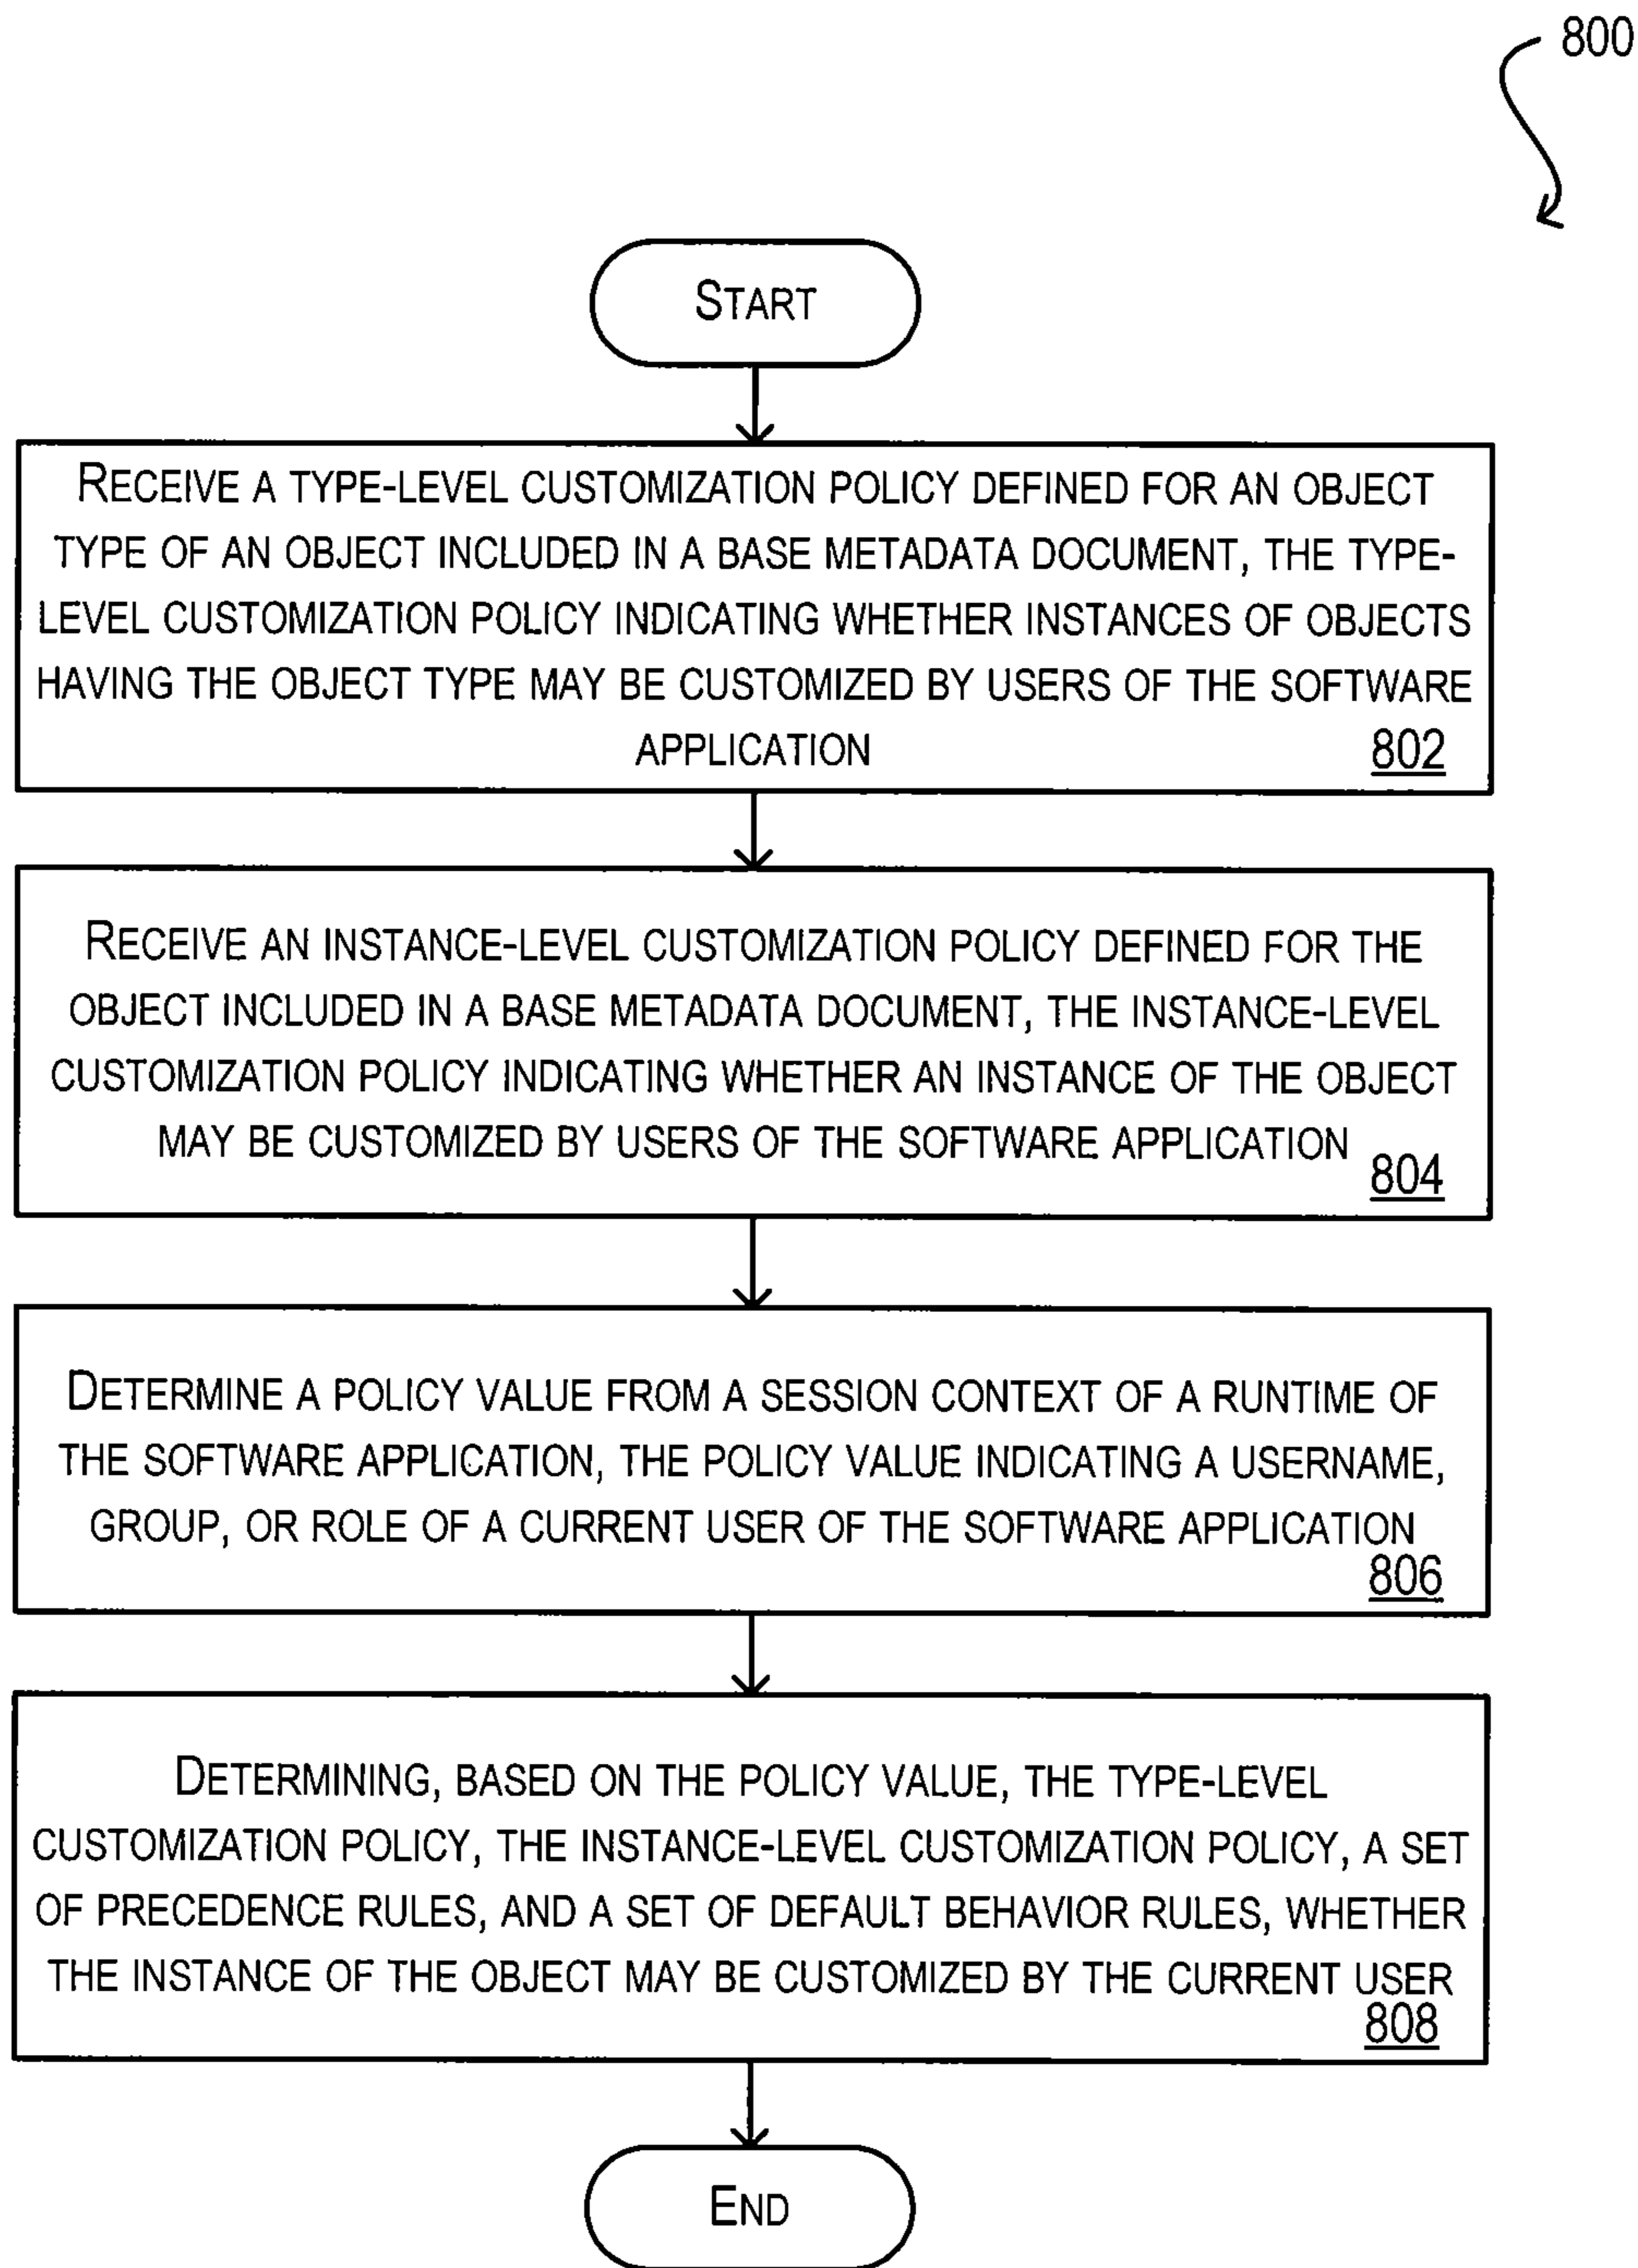 800
START
RECEIVE A TYPE-LEVEL CUSTOMIZATION POLICY DEFINED FOR AN OBJECT
TYPE OF AN OBJECT INCLUDED IN A BASE METADATA DOCUMENT, THE TYPE-
LEVEL CUSTOMIZATION POLICY INDICATING WHETHER INSTANCES OF OBJECTS
HAVING THE OBJECT TYPE MAY BE CUSTOMIZED BY USERS OF THE SOFTWARE
APPLICATION
802
RECEIVE AN INSTANCE-LEVEL CUSTOMIZATION POLICY DEFINED FOR THE
OBJECT INCLUDED IN A BASE METADATA DOCUMENT, THE INSTANCE-LEVEL
CUSTOMIZATION POLICY INDICATING WHETHER AN INSTANCE OF THE OBJECT
MAY BE CUSTOMIZED BY USERS OF THE SOFTWARE APPLICATION
804
DETERMINE A POLICY VALUE FROM A SESSION CONTEXT OF A RUNTIME OF
THE SOFTWARE APPLICATION, THE POLICY VALUE INDICATING A USERNAME,
GROUP, OR ROLE OF A CURRENT USER OF THE SOFTWARE APPLICATION
806
DETERMINING, BASED ON THE POLICY VALUE, THE TYPE-LEVEL
CUSTOMIZATION POLICY, THE INSTANCE-LEVEL CUSTOMIZATION POLICY, A SET
OF PRECEDENCE RULES, AND A SET OF DEFAULT BEHAVIOR RULES, WHETHER
THE INSTANCE OF THE OBJECT MAY BE CUSTOMIZED BY THE CURRENT USER
808
END